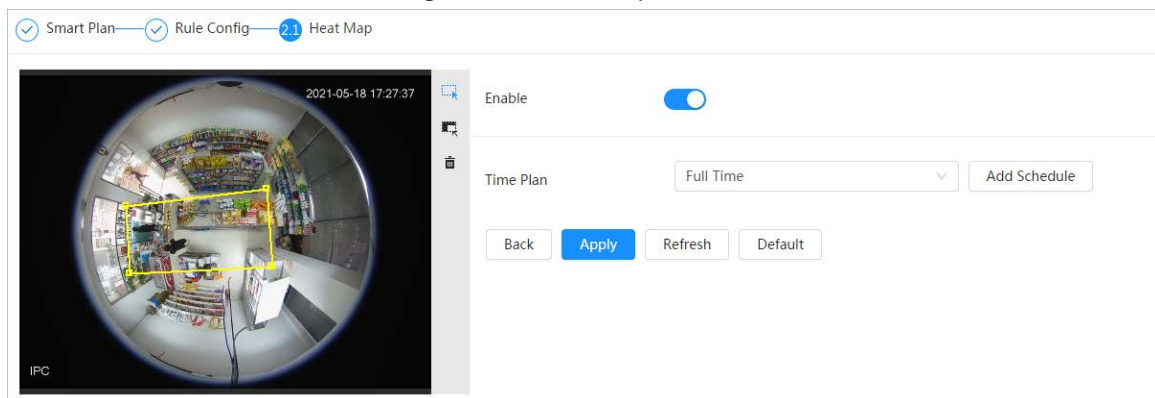 Smart Plan Rule Config 2.1 Heat Map
2021-05-18 17:27:37
Enable
Time Plan Full Time Add Schedule
Back Apply Refresh Default
IPC